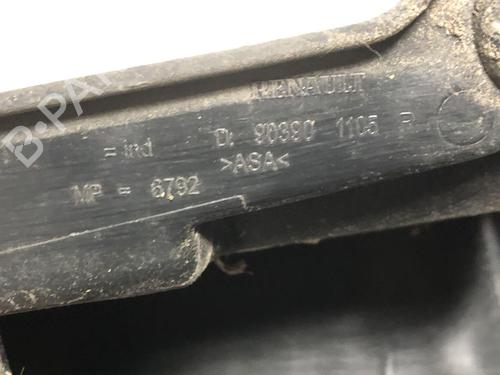 RENAULT
= ind D: 90390 1105 R
>ASA<
MP = 6792
B-PA